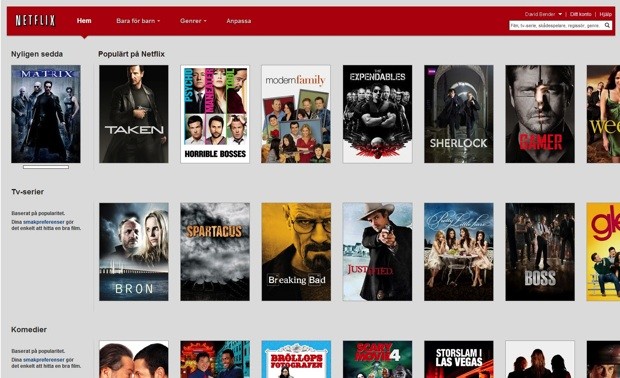 NETFLIX
Hem
Bara för barn
Genrer
Anpassa
David Bender
Ditt konto
Hjälp
Film, tv-serie, skådespelare, regissör, genre
Nyligen sedda
Populärt på Netflix
MATRIX
TAKEN
PSYCHO
MANEATER
TOOL
HORRIBLE BOSSES
modern family
THE EXPENDABLES
BBC
SHERLOCK
GAMER
wee
Tv-serier
Baserat på popularitet.
Dina smakpreferenser gör
det enkelt att hitta en bra film.
BRON
SPARTACUS
Breaking Bad
JUSTIFIED
Pretty Little Liars
BOSS
gl
Komedier
Baserat på popularitet.
Dina smakpreferenser gör
det enkelt att hitta en bra film.
BRÖLLOPS
FOTOGRAFEN
SCARY
MOVIE 4
STORSLAM I
LAS VEGAS